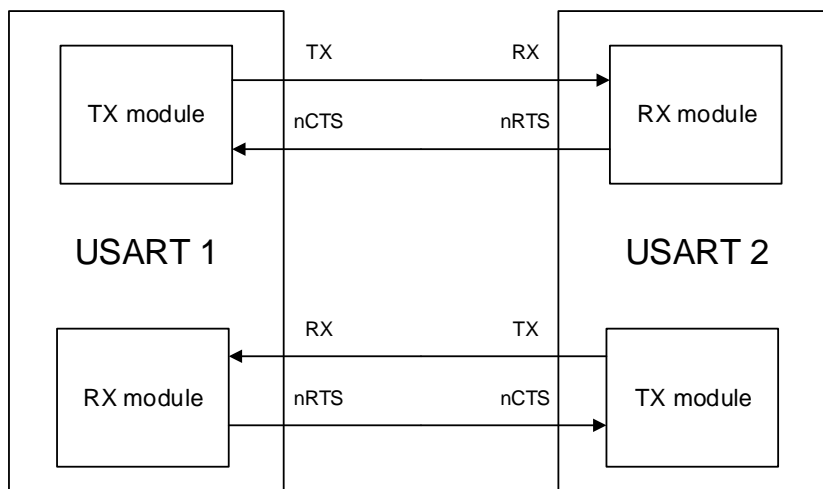 TX RX
TX module nCTS nRTS RX module
USART 1 USART 2
RX TX
RX module nRTS nCTS TX module